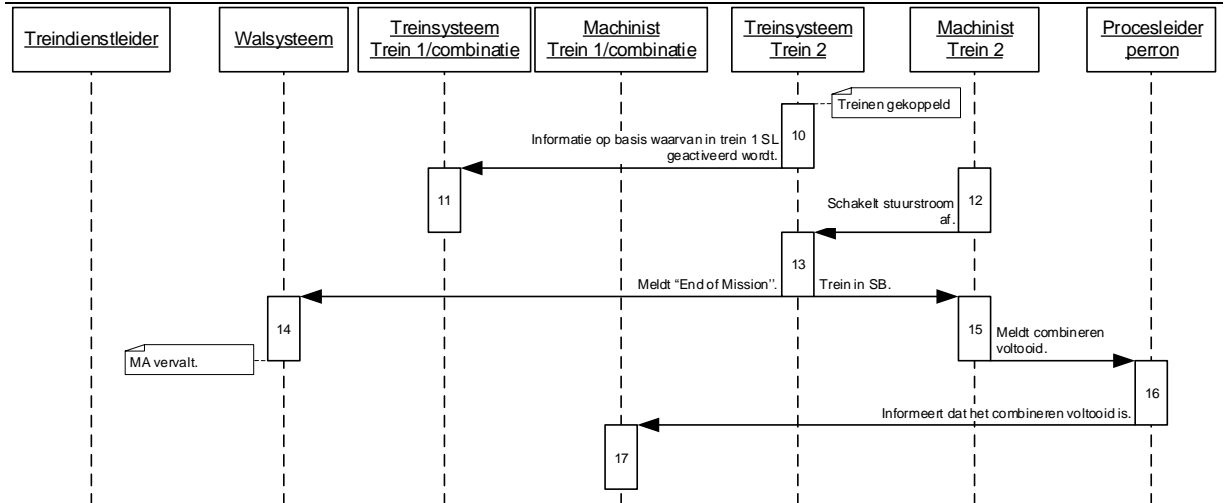 Treindienstleider
Walsysteem
Treinsysteem
Trein 1/combinatie
Machinist
Trein 1/combinatie
Treinsysteem
Trein 2
Machinist
Trein 2
Procesleider
perron
Treinen gekoppeld
10
Informatie op basis waarvan in trein 1 SL
geactiveerd wordt.
11
12
Schakelt stuurstroom
af.
13
Meldt “End of Mission”.
Trein in SB.
14
15
Meldt combineren
voltooid.
MA vervalt.
16
Informeert dat het combineren voltooid is.
17